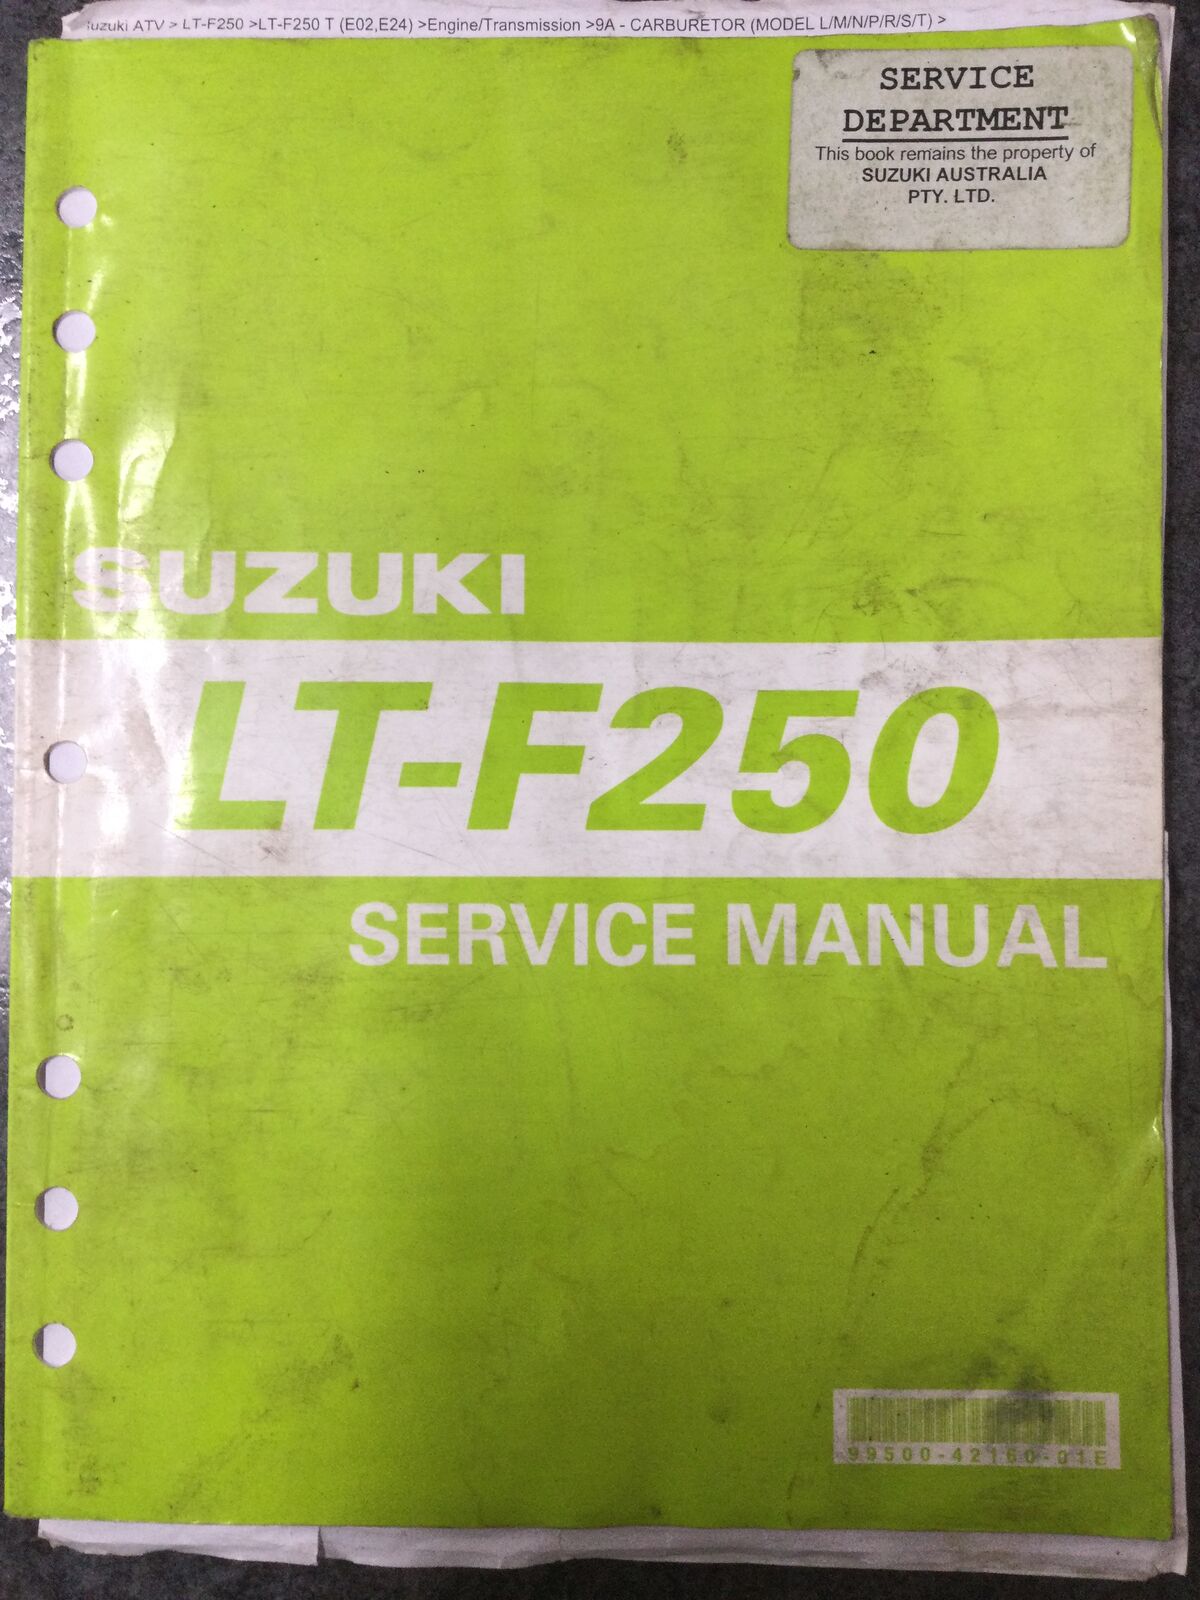 Suzuki ATV > LT-F250 >LT-F250 T (E02,E24) >Engine/Transmission >9A - CARBURETOR (MODEL L/M/N/P/R/S/T) >
SERVICE
DEPARTMENT
This book remains the property of
SUZUKI AUSTRALIA
PTY. LTD.
SUZUKI
LT-F250
SERVICE MANUAL
99500-42160-01E